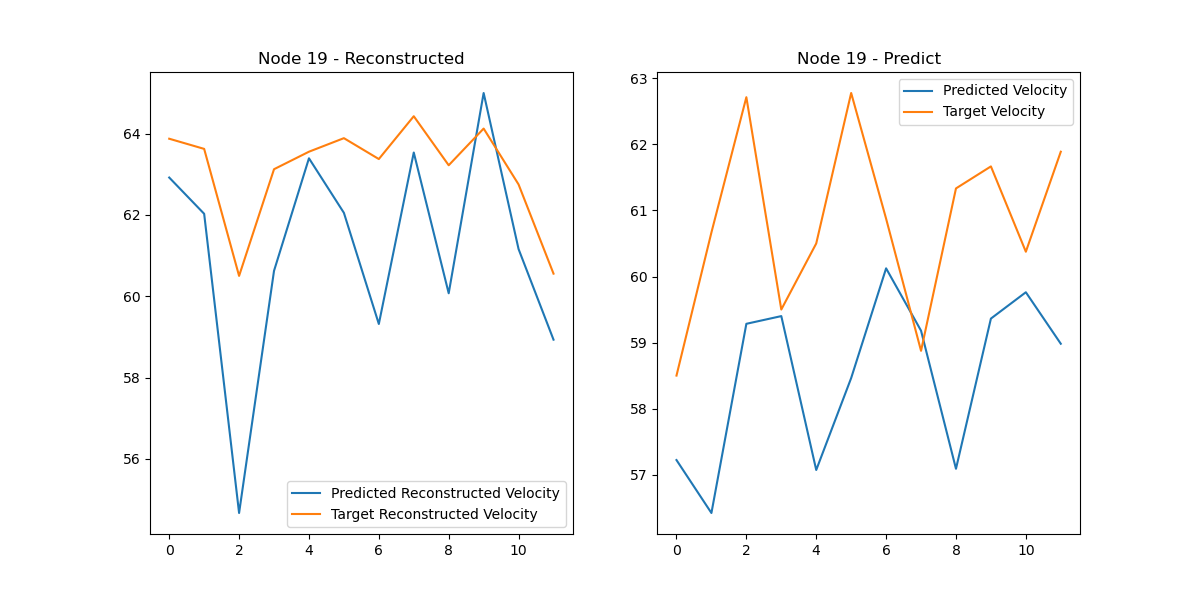 Node 19 - Reconstructed
64
62
60
58
56
0 2 4 6 8 10
Predicted Reconstructed Velocity
Target Reconstructed Velocity
Node 19 - Predict
63
62
61
60
59
58
57
0 2 4 6 8 10
Predicted Velocity
Target Velocity